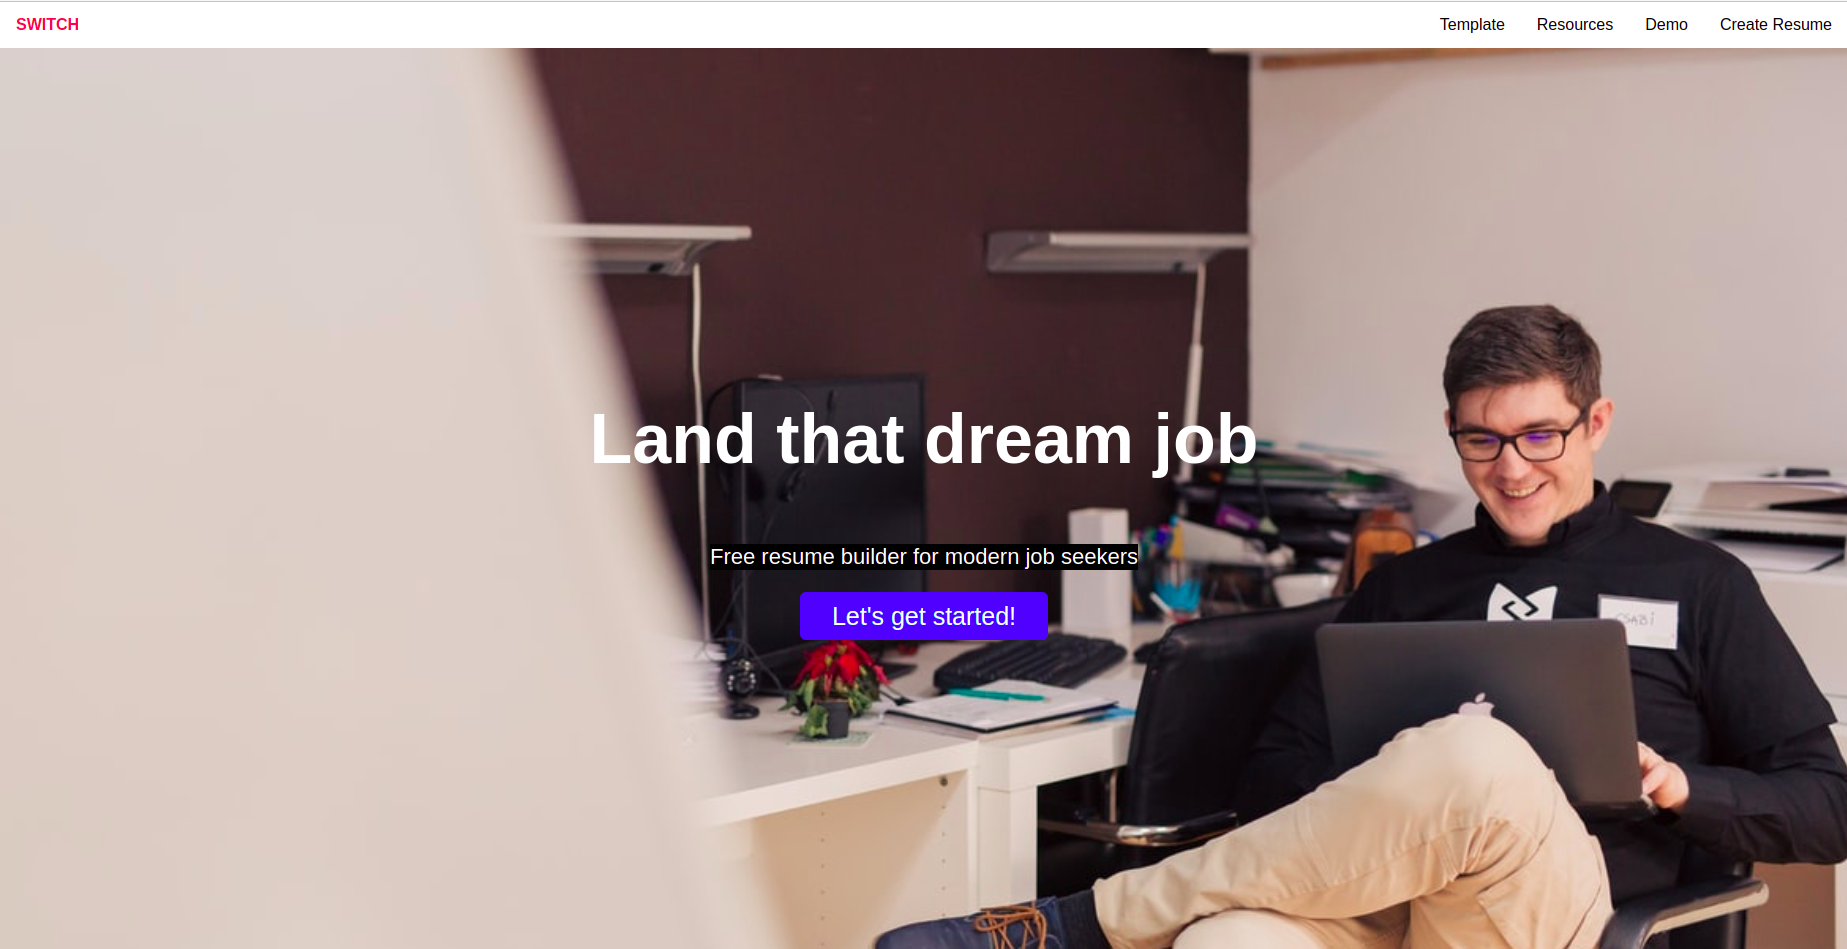 SWITCH
Template Resources Demo Create Resume
Land that dream job
Free resume builder for modern job seekers
Let's get started!
CSABI